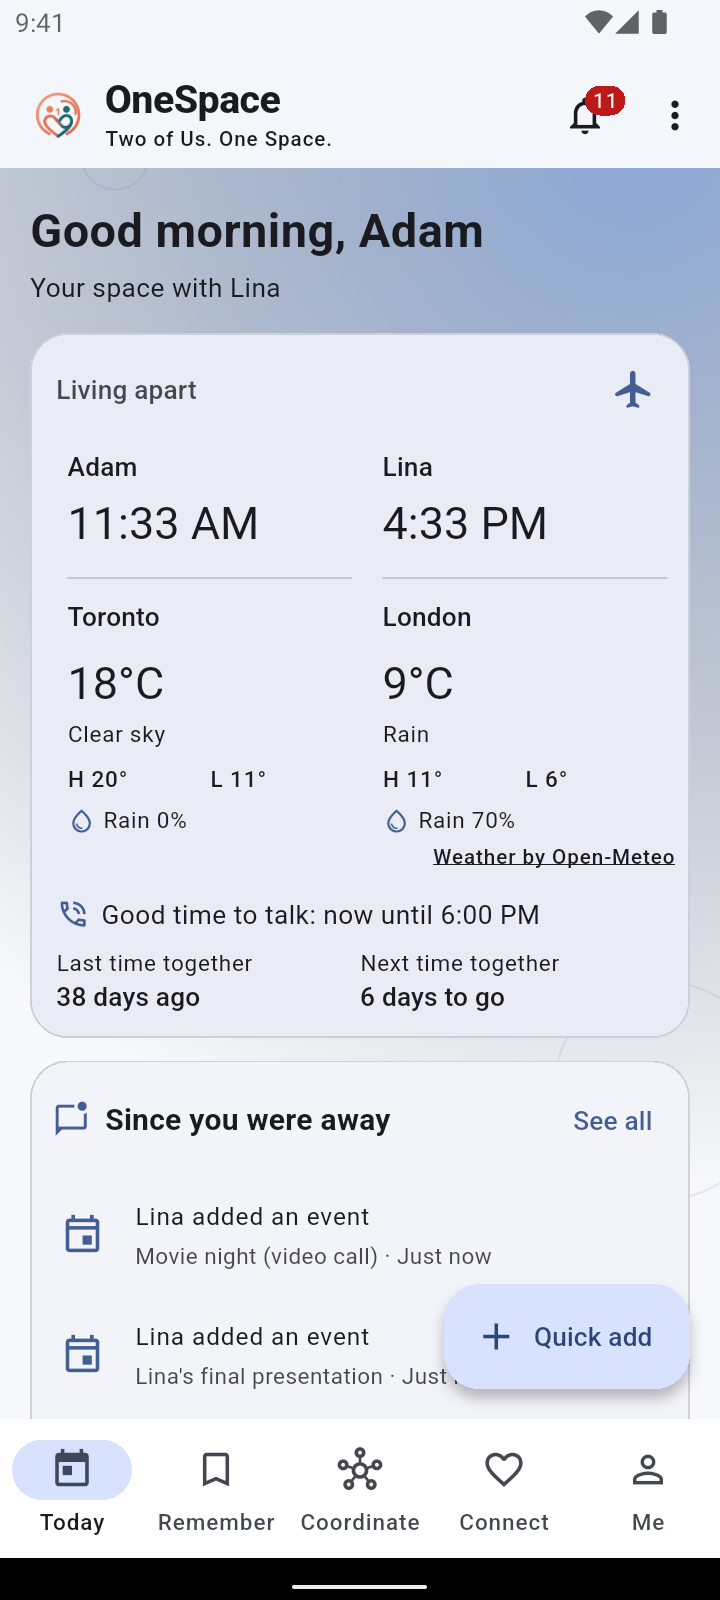 9:41
OneSpace
11
Two of Us. One Space.
Good morning, Adam
Your space with Lina
Living apart
Adam Lina
11:33 AM 4:33 PM
Toronto London
18°C 9°C
Clear sky Rain
H 20° L 11° H 11° L 6°
Rain 0% Rain 70%
Weather by Open-Meteo
Good time to talk: now until 6:00 PM
Last time together Next time together
38 days ago 6 days to go
Since you were away See all
Lina added an event
Movie night (video call) · Just now
Lina added an event
Lina's final presentation · Just
Quick add
Today Remember Coordinate Connect Me